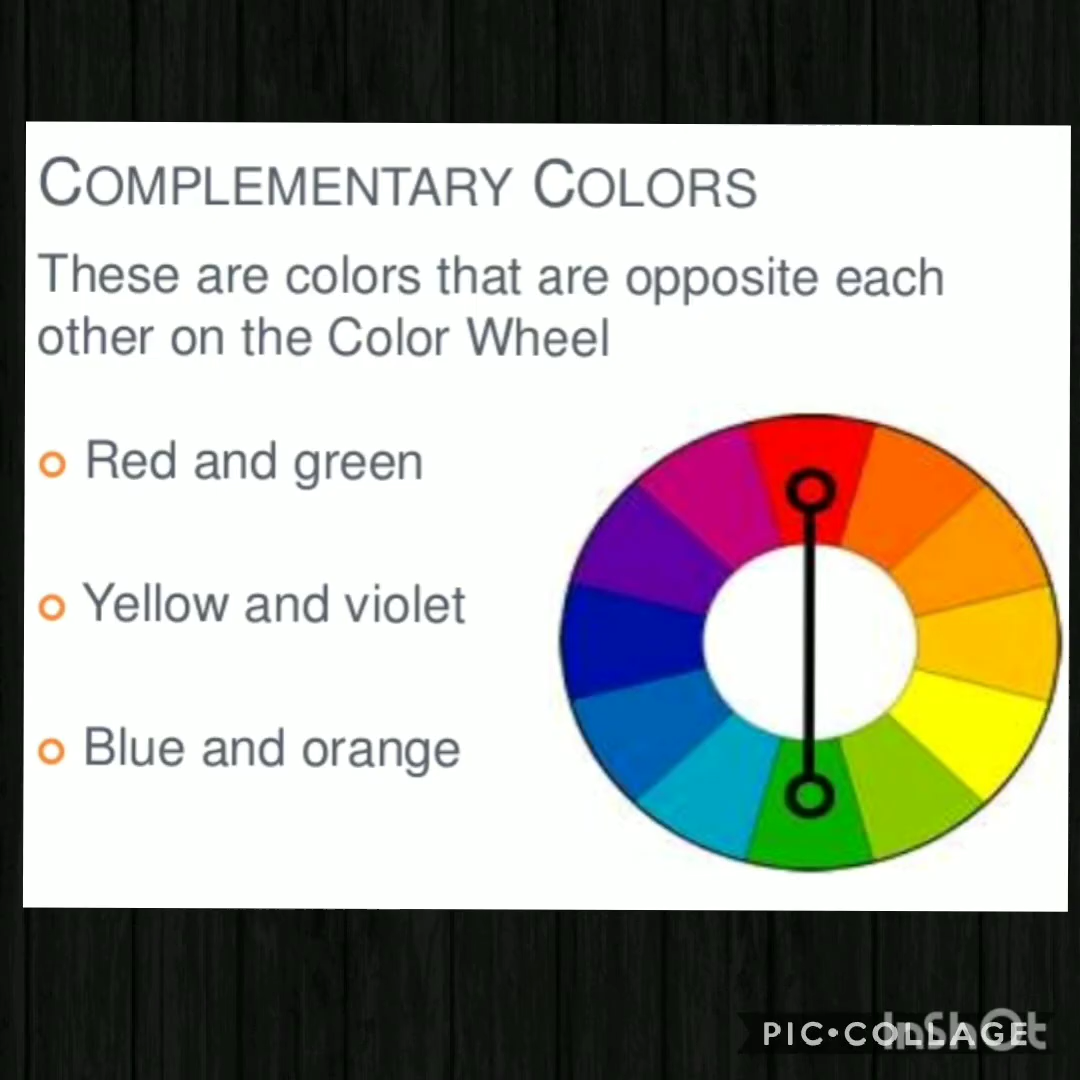 COMPLEMENTARY COLORS
These are colors that are opposite each
other on the Color Wheel
Red and green
Yellow and violet
Blue and orange
PIC•COLLAGE
InShOt